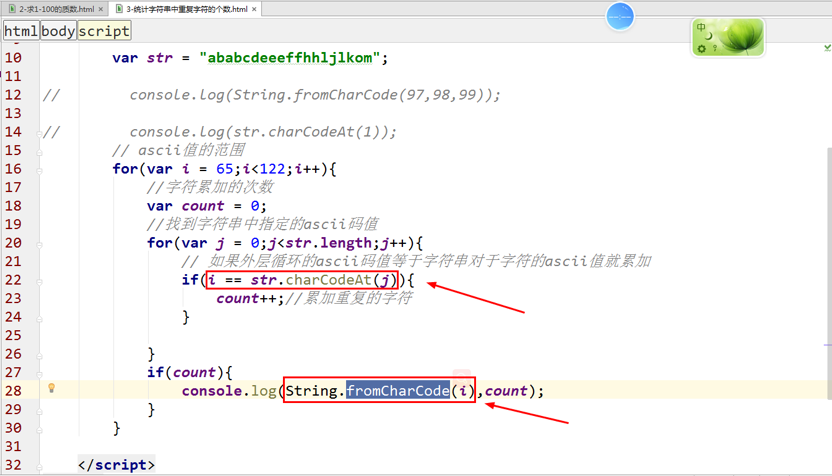 2-求1-100的质数.html × 3-统计字符串中重复字符的个数.html ×
html body script
10 var str = "ababcdeeeffhhljlkom";
11
12 // console.log(String.fromCharCode(97,98,99));
13
14 // console.log(str.charCodeAt(1));
15 // ascii值的范围
16 for(var i = 65;i<122;i++){
17 //字符累加的次数
18 var count = 0;
19 //找到字符串中指定的ascii码值
20 for(var j = 0;j<str.length;j++){
21 // 如果外层循环的ascii码值等于字符串对于字符的ascii值就累加
22 if(i == str.charCodeAt(j)){
23 count++;//累加重复的字符
24 }
25
26 }
27 if(count){
28 console.log(String.fromCharCode(i),count);
29 }
30 }
31
32 </script>
中